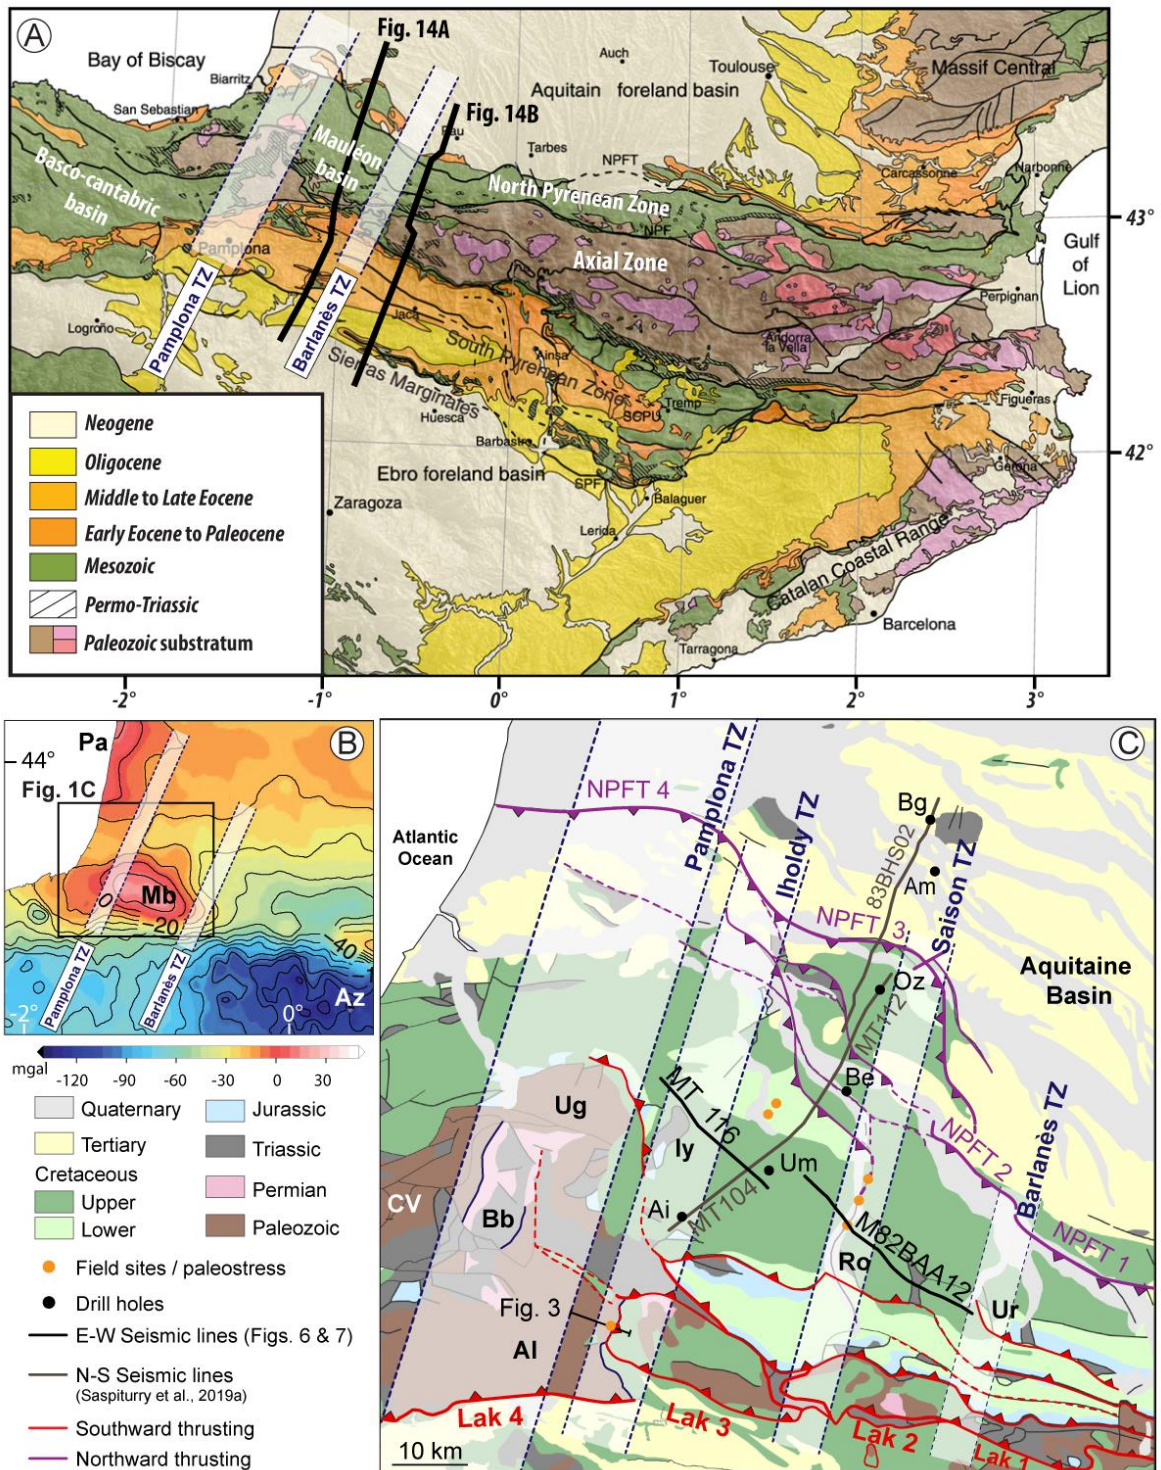 A
Fig. 14A
Bay of Biscay
Auch
Toulouse
Massif Central
Biarritz
Aquitain foreland basin
San Sebastian
Fig. 14B
Pau
Mauléon
basin
Tarbes
NPFT
Narbonne
Carcassonne
Basco-cantabric
basin
North Pyrenean Zone
43°
NPF
Gulf
of
Lion
Pamplona
Axial Zone
Perpignan
Pamplona TZ
Barlanès TZ
Logroño
Jaca
Andorra
la Vella
South Pyrenean Zone
Ainsa
Sierras Marginales
Tremp
Figueras
SCPU
Huesca
Barbastro
42°
Gerona
Ebro foreland basin
SPF
Balaguer
Zaragoza
Lerida
Catalan Coastal Range
Barcelona
Tarragona
Neogene
Oligocene
Middle to Late Eocene
Early Eocene to Paleocene
Mesozoic
Permo-Triassic
Paleozoic substratum
-2°
-1°
0°
1°
2°
3°
B
Pa
44°
Fig. 1C
Mb
0
-20
-40
Pamplona TZ
Barlanès TZ
Az
-2°
0°
mgal
-120 -90 -60 -30 0 30
Quaternary
Jurassic
Tertiary
Triassic
Cretaceous
Upper
Permian
Lower
Paleozoic
Field sites / paleostress
Drill holes
E-W Seismic lines (Figs. 6 & 7)
N-S Seismic lines
(Saspiturry et al., 2019a)
Southward thrusting
Northward thrusting
C
NPFT 4
Pamplona TZ
Iholdy TZ
Bg
Atlantic
Ocean
83BHS02
Am
Saison TZ
NPFT 3
Aquitaine
Basin
Oz
MT112
MT 116
Be
Ug
Iy
NPFT 2
Barlanès TZ
Um
CV
Bb
Ai
MT104
M82BAA12
NPFT 1
Ro
Ur
Fig. 3
Al
Lak 4
Lak 3
Lak 2
Lak 1
10 km